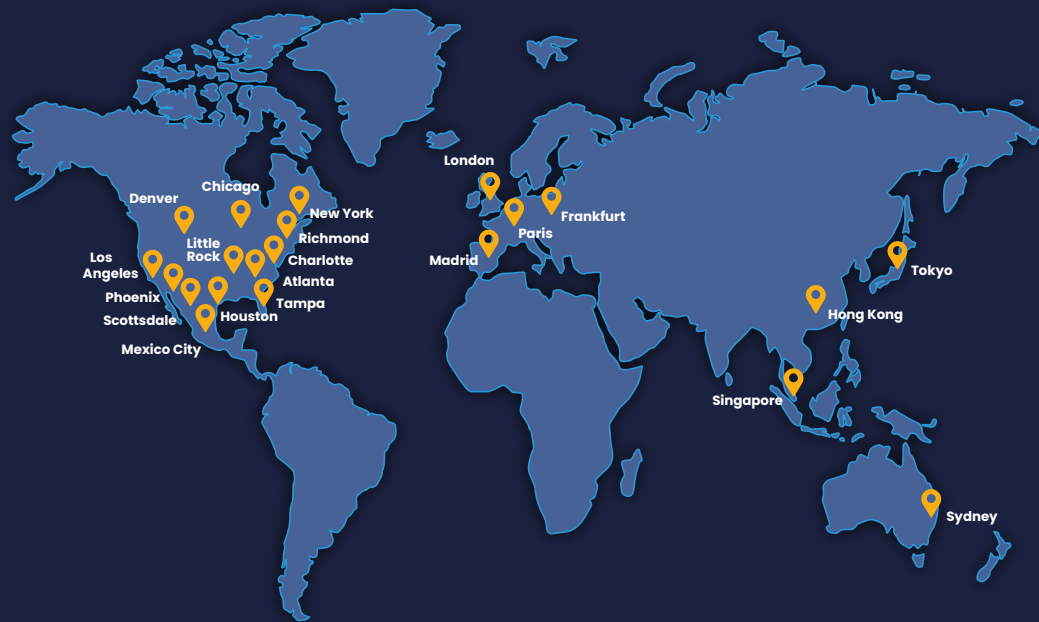 London
Chicago
Denver
New York
Frankfurt
Paris
Richmond
Little
Rock
Los
Angeles
Charlotte
Madrid
Tokyo
Atlanta
Phoenix
Tampa
Scottsdale
Houston
Hong Kong
Mexico City
Singapore
Sydney